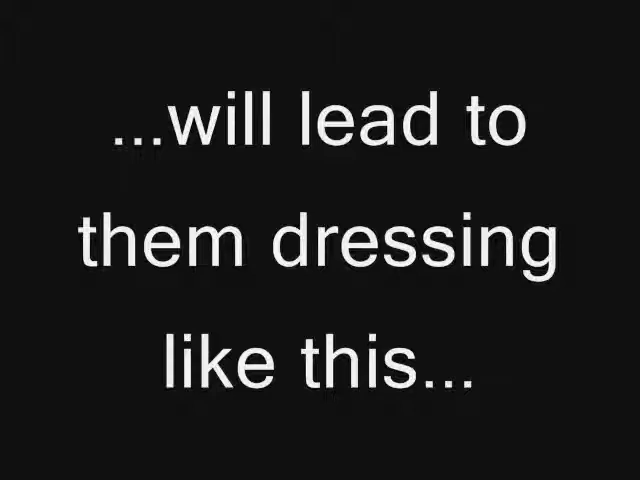 ...will lead to
them dressing
like this...